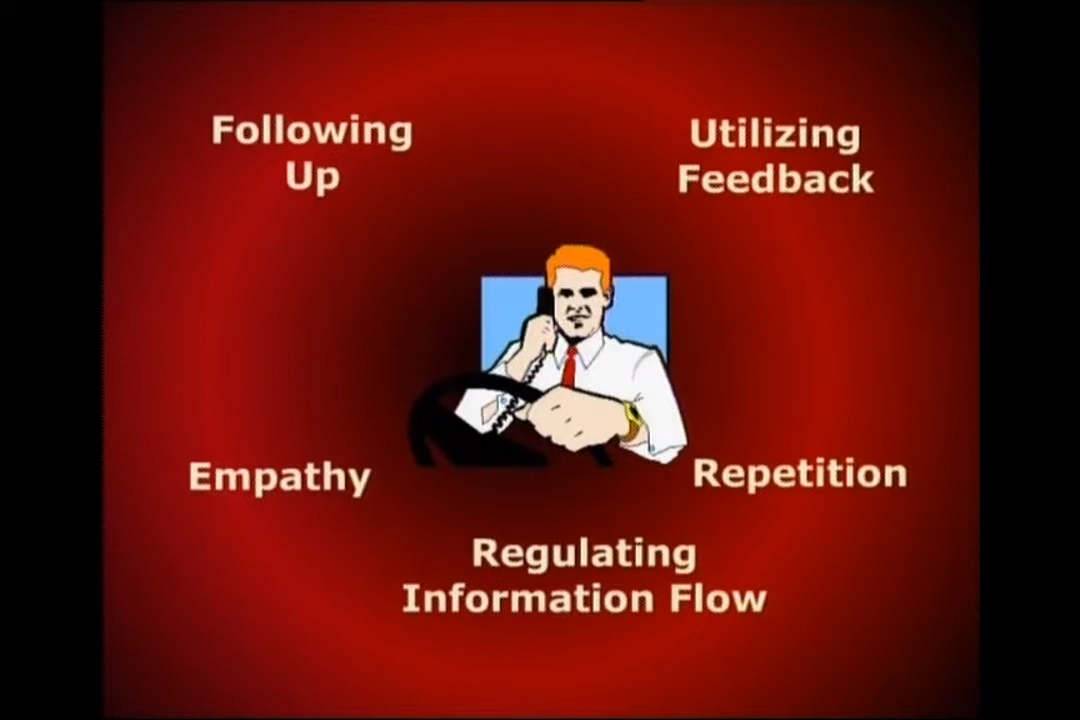 Following
Up
Utilizing
Feedback
Empathy
Repetition
Regulating
Information Flow